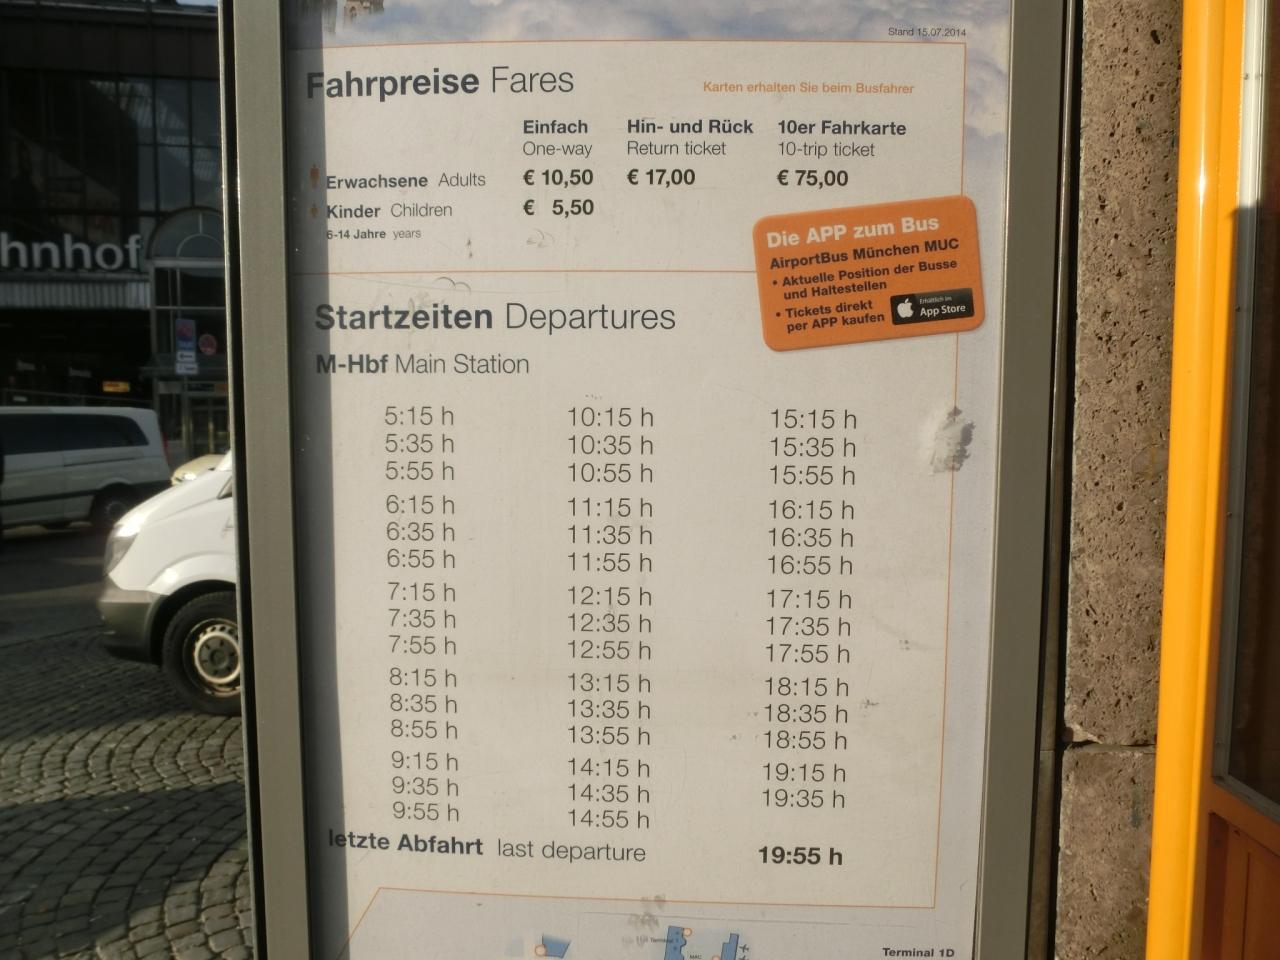 Stand 15.07.2014
Fahrpreise Fares
Karten erhalten Sie beim Busfahrer
Einfach Hin- und Rück 10er Fahrkarte
One-way Return ticket 10-trip ticket
Erwachsene Adults € 10,50 € 17,00 € 75,00
Kinder Children € 5,50
6-14 Jahre years
Die APP zum Bus
AirportBus München MUC
• Aktuelle Position der Busse
und Haltestellen
• Tickets direkt
per APP kaufen
Erhältlich im
App Store
Startzeiten Departures
M-Hbf Main Station
5:15 h 10:15 h 15:15 h
5:35 h 10:35 h 15:35 h
5:55 h 10:55 h 15:55 h
6:15 h 11:15 h 16:15 h
6:35 h 11:35 h 16:35 h
6:55 h 11:55 h 16:55 h
7:15 h 12:15 h 17:15 h
7:35 h 12:35 h 17:35 h
7:55 h 12:55 h 17:55 h
8:15 h 13:15 h 18:15 h
8:35 h 13:35 h 18:35 h
8:55 h 13:55 h 18:55 h
9:15 h 14:15 h 19:15 h
9:35 h 14:35 h 19:35 h
9:55 h 14:55 h
letzte Abfahrt last departure 19:55 h
Terminal 1D
MAC
hnhof